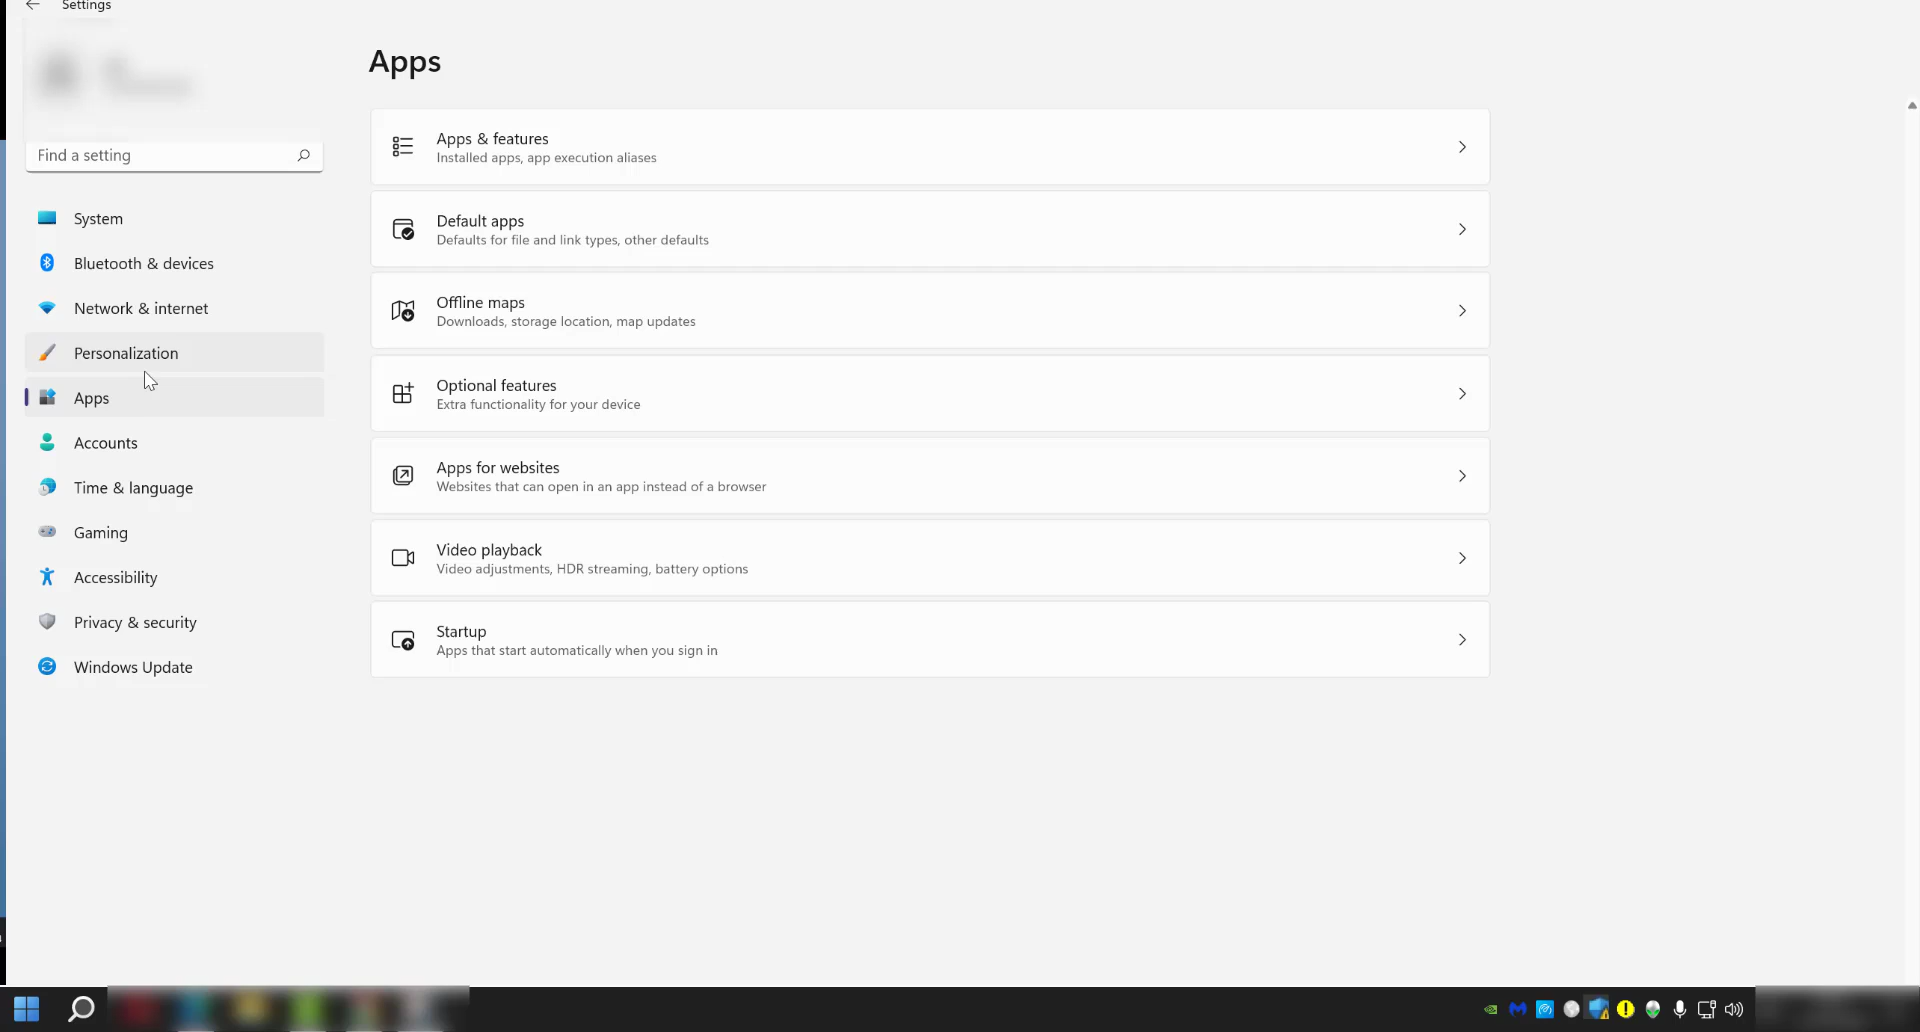 Settings
Find a setting
System
Bluetooth & devices
Network & internet
Personalization
Apps
Accounts
Time & language
Gaming
Accessibility
Privacy & security
Windows Update
Apps
Apps & features
Installed apps, app execution aliases
Default apps
Defaults for file and link types, other defaults
Offline maps
Downloads, storage location, map updates
Optional features
Extra functionality for your device
Apps for websites
Websites that can open in an app instead of a browser
Video playback
Video adjustments, HDR streaming, battery options
Startup
Apps that start automatically when you sign in